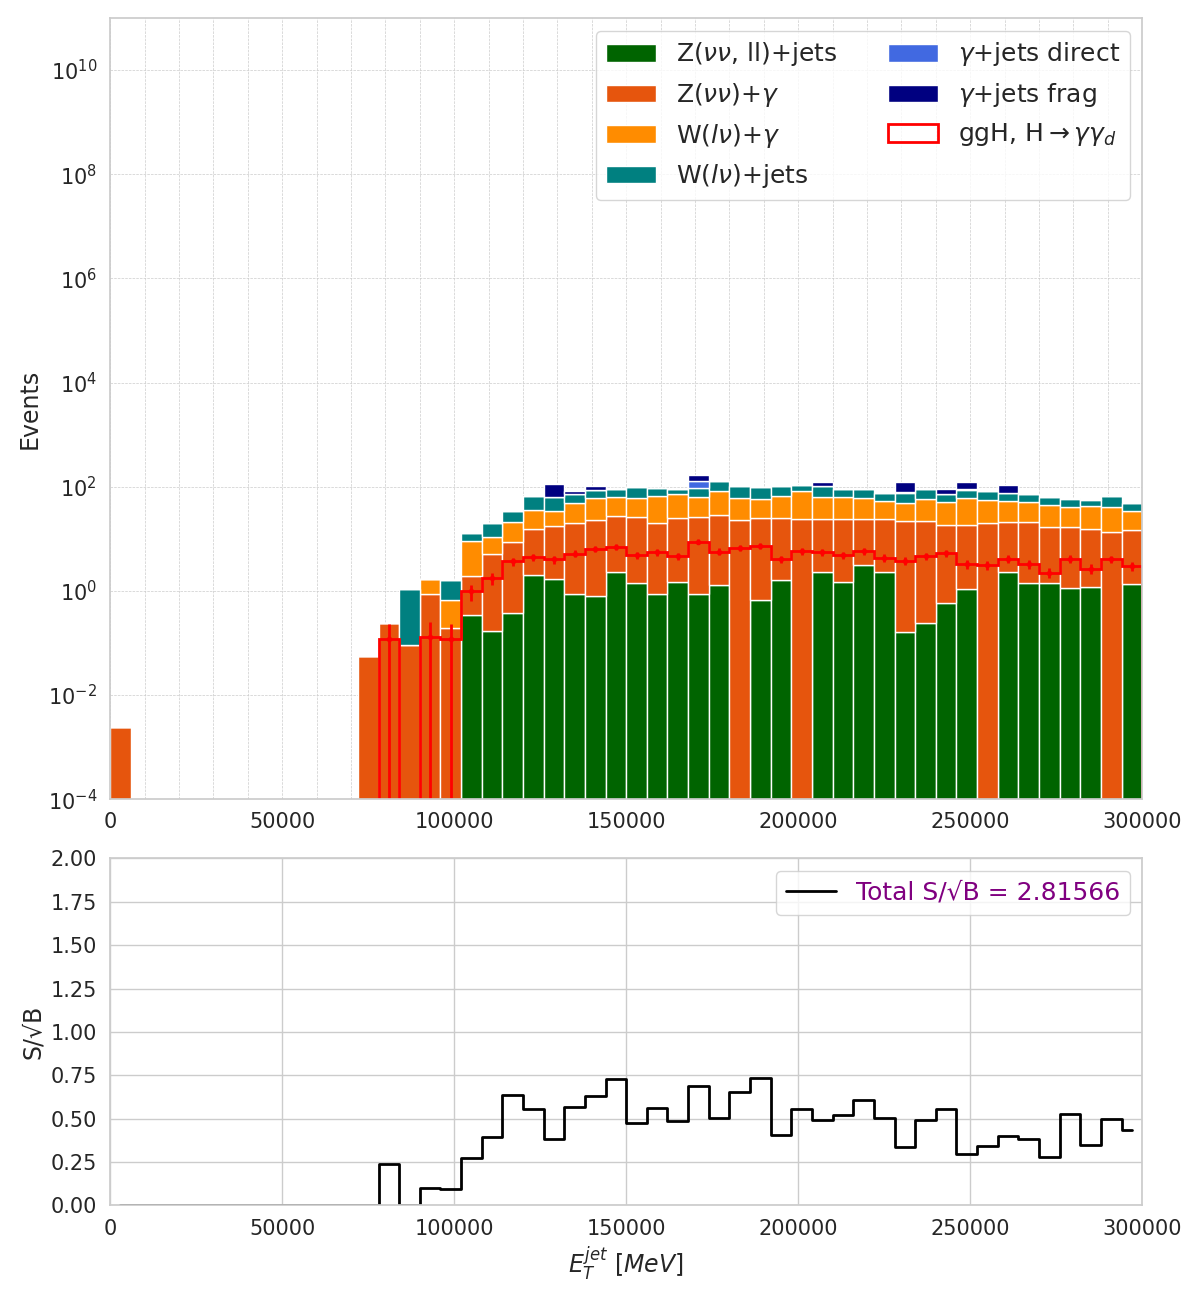 Z(νν, ll)+jets
Z(νν)+γ
W(lν)+γ
W(lν)+jets
γ+jets direct
γ+jets frag
ggH, H→γγ_d
Events
10^10
10^8
10^6
10^4
10^2
10^0
10^−2
10^−4
0 50000 100000 150000 200000 250000 300000
Total S/√B = 2.81566
S/√B
2.00
1.75
1.50
1.25
1.00
0.75
0.50
0.25
0.00
0 50000 100000 150000 200000 250000 300000
E_T^jet [MeV]